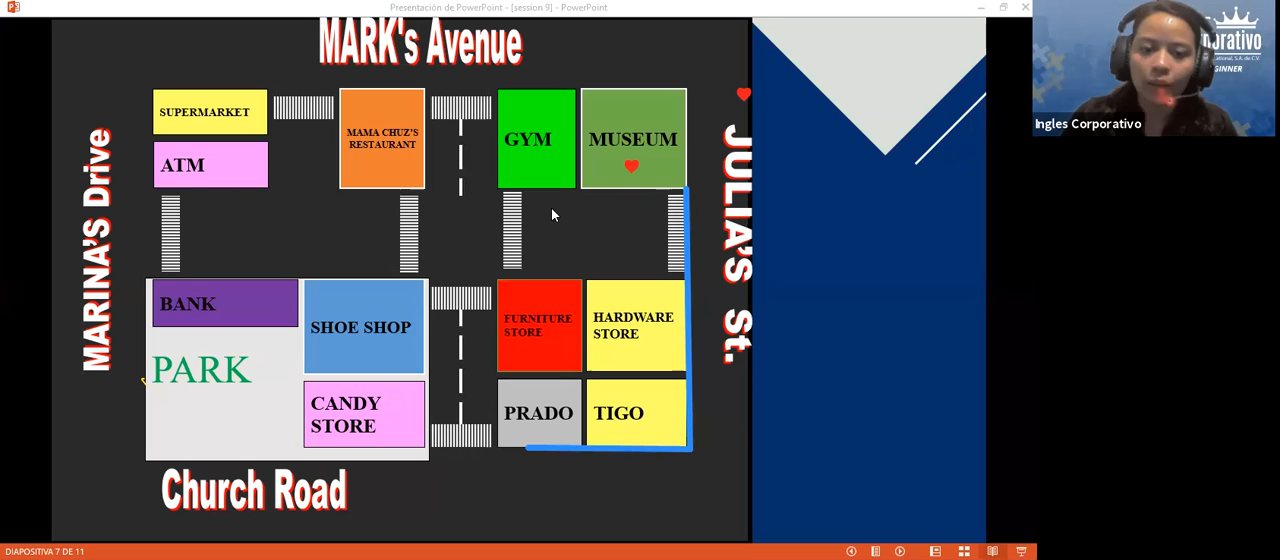 Presentación de PowerPoint - [session 9] - PowerPoint
MARK's Avenue
SUPERMARKET
ATM
MAMA CHUZ'S
RESTAURANT
GYM
MUSEUM
MARINA'S Drive
JULIA'S St.
BANK
PARK
SHOE SHOP
CANDY
STORE
FURNITURE
STORE
HARDWARE
STORE
PRADO
TIGO
Church Road
Ingles Corporativo
DIAPOSITIVA 7 DE 11